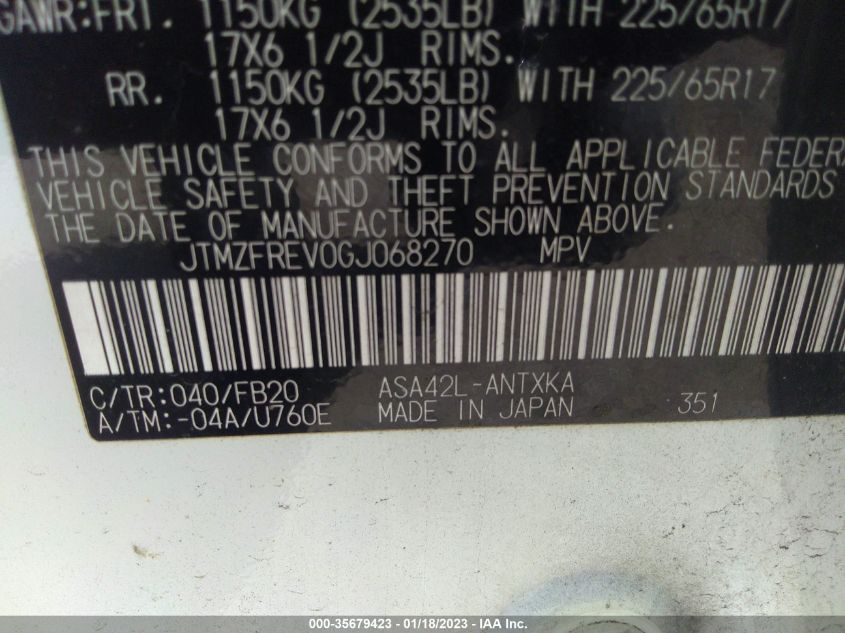 GAWR:FRT. 1150KG (2535LB) WITH 225/65R17
17X6 1/2J RIMS.
RR. 1150KG (2535LB) WITH 225/65R17
17X6 1/2J RIMS.
THIS VEHICLE CONFORMS TO ALL APPLICABLE FEDERA
VEHICLE SAFETY AND THEFT PREVENTION STANDARDS
THE DATE OF MANUFACTURE SHOWN ABOVE.
JTMZFREV0GJ068270 MPV
C/TR:040/FB20 ASA42L-ANTXKA
A/TM:-04A/U760E MADE IN JAPAN 351
000-35679423 - 01/18/2023 - IAA Inc.